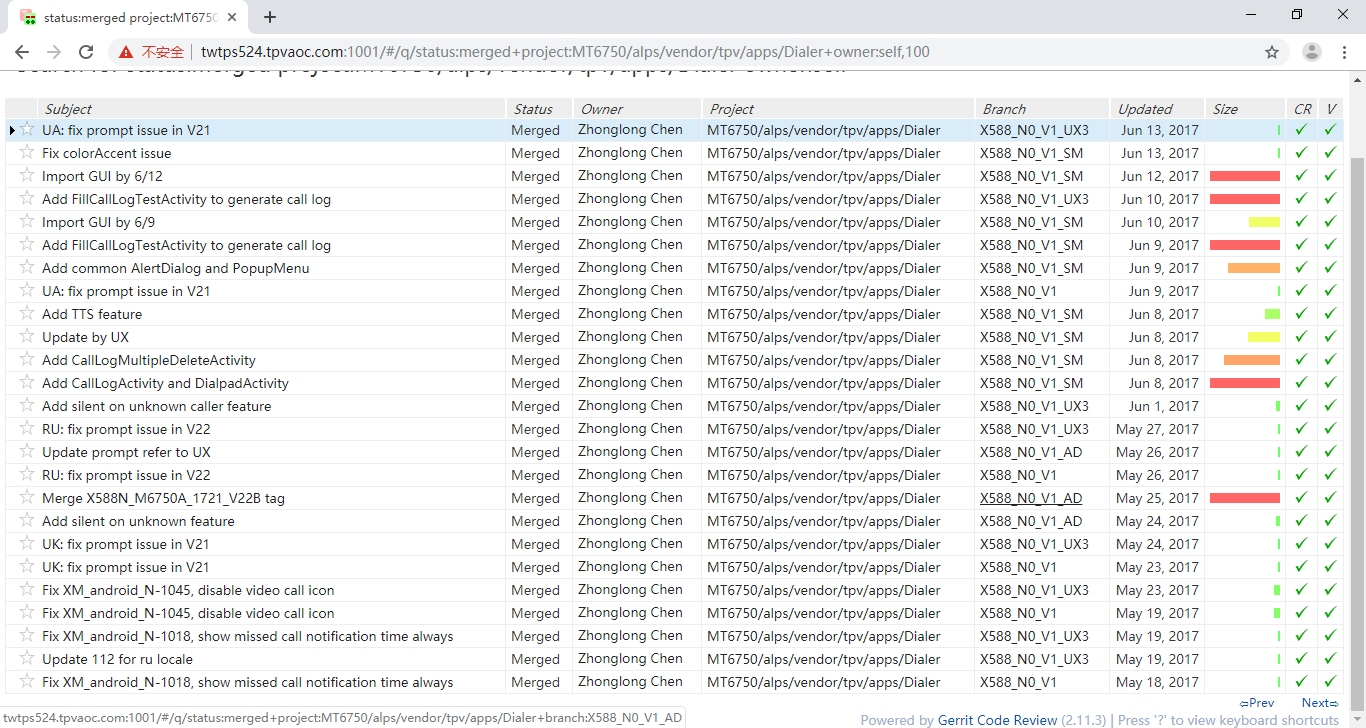 status:merged project:MT6750
不安全 twtps524.tpvaoc.com:1001/#/q/status:merged+project:MT6750/alps/vendor/tpv/apps/Dialer+owner:self,100
Subject Status Owner Project Branch Updated Size CR V
UA: fix prompt issue in V21 Merged Zhonglong Chen MT6750/alps/vendor/tpv/apps/Dialer X588_N0_V1_UX3 Jun 13, 2017
Fix colorAccent issue Merged Zhonglong Chen MT6750/alps/vendor/tpv/apps/Dialer X588_N0_V1_SM Jun 13, 2017
Import GUI by 6/12 Merged Zhonglong Chen MT6750/alps/vendor/tpv/apps/Dialer X588_N0_V1_SM Jun 12, 2017
Add FillCallLogTestActivity to generate call log Merged Zhonglong Chen MT6750/alps/vendor/tpv/apps/Dialer X588_N0_V1_UX3 Jun 10, 2017
Import GUI by 6/9 Merged Zhonglong Chen MT6750/alps/vendor/tpv/apps/Dialer X588_N0_V1_SM Jun 10, 2017
Add FillCallLogTestActivity to generate call log Merged Zhonglong Chen MT6750/alps/vendor/tpv/apps/Dialer X588_N0_V1_SM Jun 9, 2017
Add common AlertDialog and PopupMenu Merged Zhonglong Chen MT6750/alps/vendor/tpv/apps/Dialer X588_N0_V1_SM Jun 9, 2017
UA: fix prompt issue in V21 Merged Zhonglong Chen MT6750/alps/vendor/tpv/apps/Dialer X588_N0_V1 Jun 9, 2017
Add TTS feature Merged Zhonglong Chen MT6750/alps/vendor/tpv/apps/Dialer X588_N0_V1_SM Jun 8, 2017
Update by UX Merged Zhonglong Chen MT6750/alps/vendor/tpv/apps/Dialer X588_N0_V1_SM Jun 8, 2017
Add CallLogMultipleDeleteActivity Merged Zhonglong Chen MT6750/alps/vendor/tpv/apps/Dialer X588_N0_V1_SM Jun 8, 2017
Add CallLogActivity and DialpadActivity Merged Zhonglong Chen MT6750/alps/vendor/tpv/apps/Dialer X588_N0_V1_SM Jun 8, 2017
Add silent on unknown caller feature Merged Zhonglong Chen MT6750/alps/vendor/tpv/apps/Dialer X588_N0_V1_UX3 Jun 1, 2017
RU: fix prompt issue in V22 Merged Zhonglong Chen MT6750/alps/vendor/tpv/apps/Dialer X588_N0_V1_UX3 May 27, 2017
Update prompt refer to UX Merged Zhonglong Chen MT6750/alps/vendor/tpv/apps/Dialer X588_N0_V1_AD May 26, 2017
RU: fix prompt issue in V22 Merged Zhonglong Chen MT6750/alps/vendor/tpv/apps/Dialer X588_N0_V1 May 26, 2017
Merge X588N_M6750A_1721_V22B tag Merged Zhonglong Chen MT6750/alps/vendor/tpv/apps/Dialer X588_N0_V1_AD May 25, 2017
Add silent on unknown feature Merged Zhonglong Chen MT6750/alps/vendor/tpv/apps/Dialer X588_N0_V1_AD May 24, 2017
UK: fix prompt issue in V21 Merged Zhonglong Chen MT6750/alps/vendor/tpv/apps/Dialer X588_N0_V1_UX3 May 24, 2017
UK: fix prompt issue in V21 Merged Zhonglong Chen MT6750/alps/vendor/tpv/apps/Dialer X588_N0_V1 May 23, 2017
Fix XM_android_N-1045, disable video call icon Merged Zhonglong Chen MT6750/alps/vendor/tpv/apps/Dialer X588_N0_V1_UX3 May 23, 2017
Fix XM_android_N-1045, disable video call icon Merged Zhonglong Chen MT6750/alps/vendor/tpv/apps/Dialer X588_N0_V1 May 19, 2017
Fix XM_android_N-1018, show missed call notification time always Merged Zhonglong Chen MT6750/alps/vendor/tpv/apps/Dialer X588_N0_V1_UX3 May 19, 2017
Update 112 for ru locale Merged Zhonglong Chen MT6750/alps/vendor/tpv/apps/Dialer X588_N0_V1_UX3 May 19, 2017
Fix XM_android_N-1018, show missed call notification time always Merged Zhonglong Chen MT6750/alps/vendor/tpv/apps/Dialer X588_N0_V1 May 18, 2017
⇦Prev Next⇨
twtps524.tpvaoc.com:1001/#/q/status:merged+project:MT6750/alps/vendor/tpv/apps/Dialer+branch:X588_N0_V1_AD
Powered by Gerrit Code Review (2.11.3) | Press '?' to view keyboard shortcuts